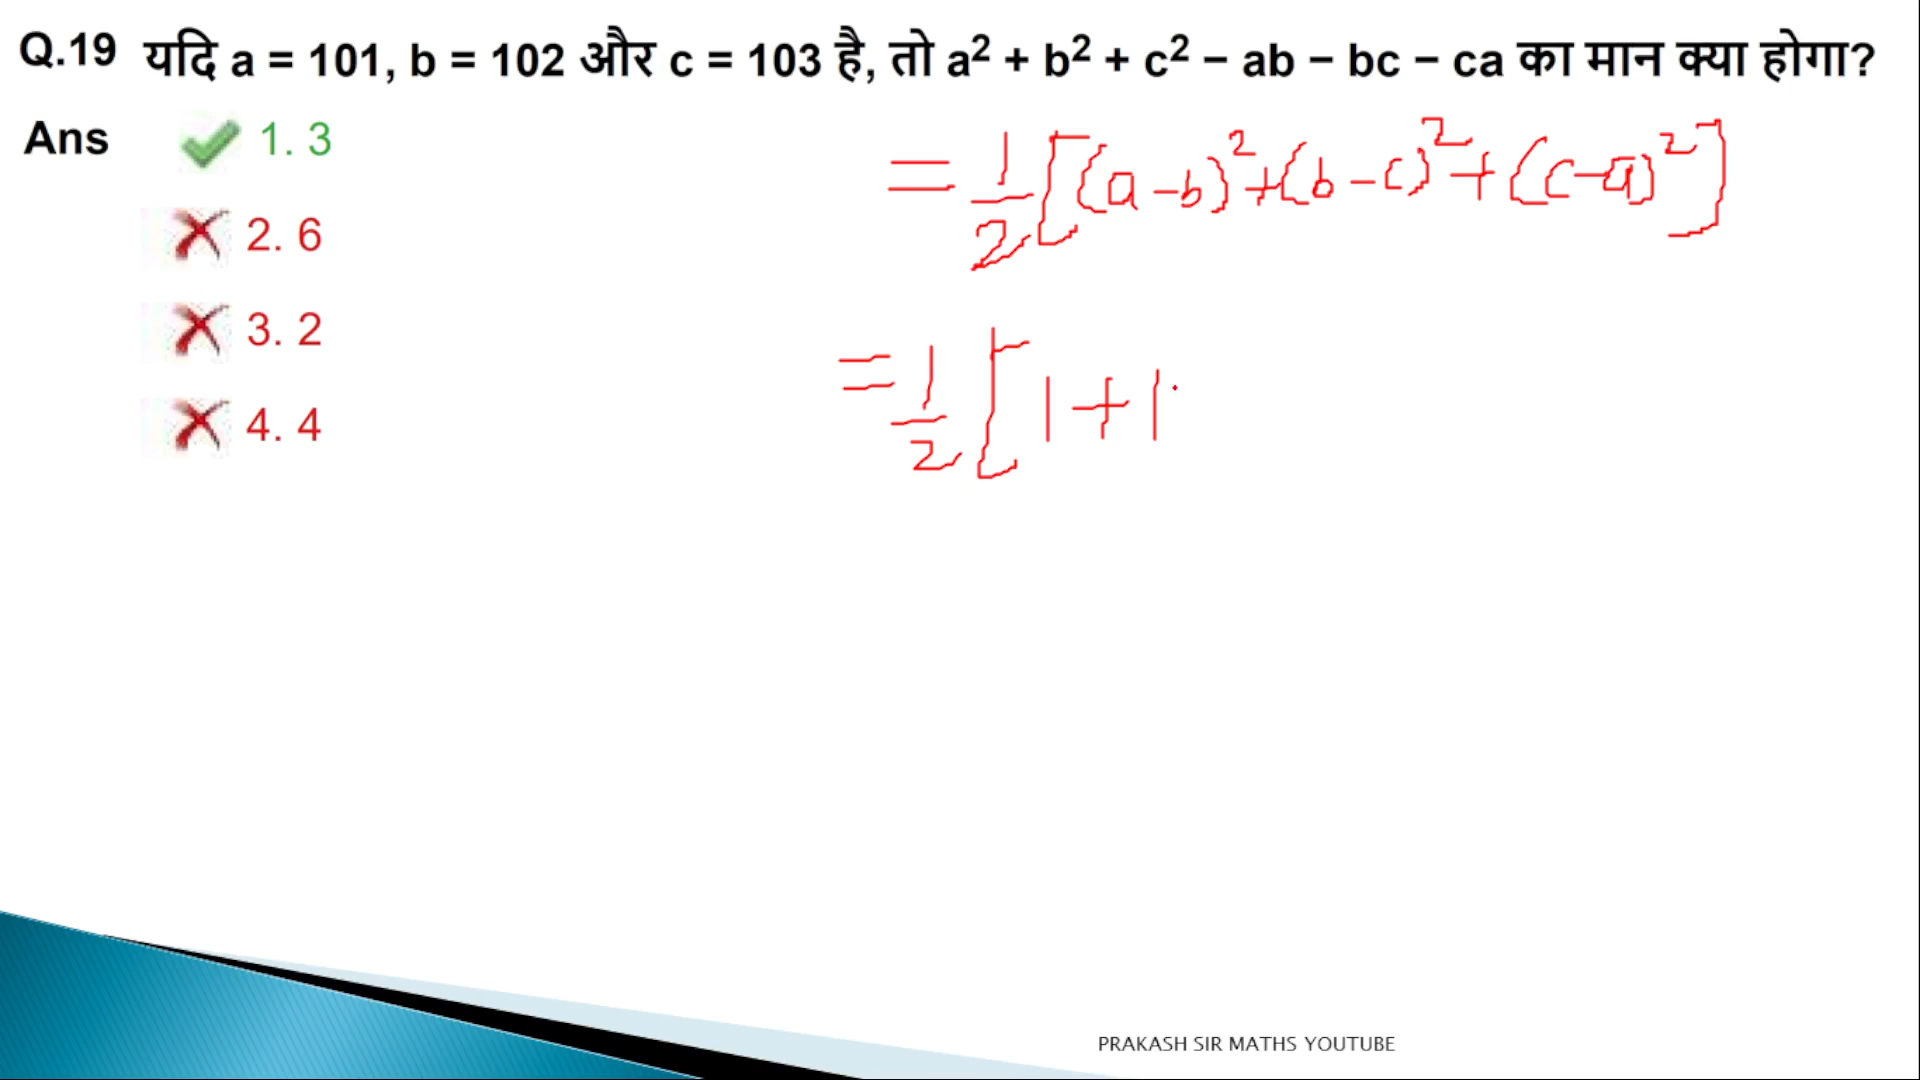 Q.19 यदि a = 101, b = 102 और c = 103 है, तो a² + b² + c² − ab − bc − ca का मान क्या होगा?
Ans 1. 3
= 1/2 [(a-b)² + (b-c)² + (c-a)²]
2. 6
3. 2
= 1/2 [1+1
4. 4
PRAKASH SIR MATHS YOUTUBE